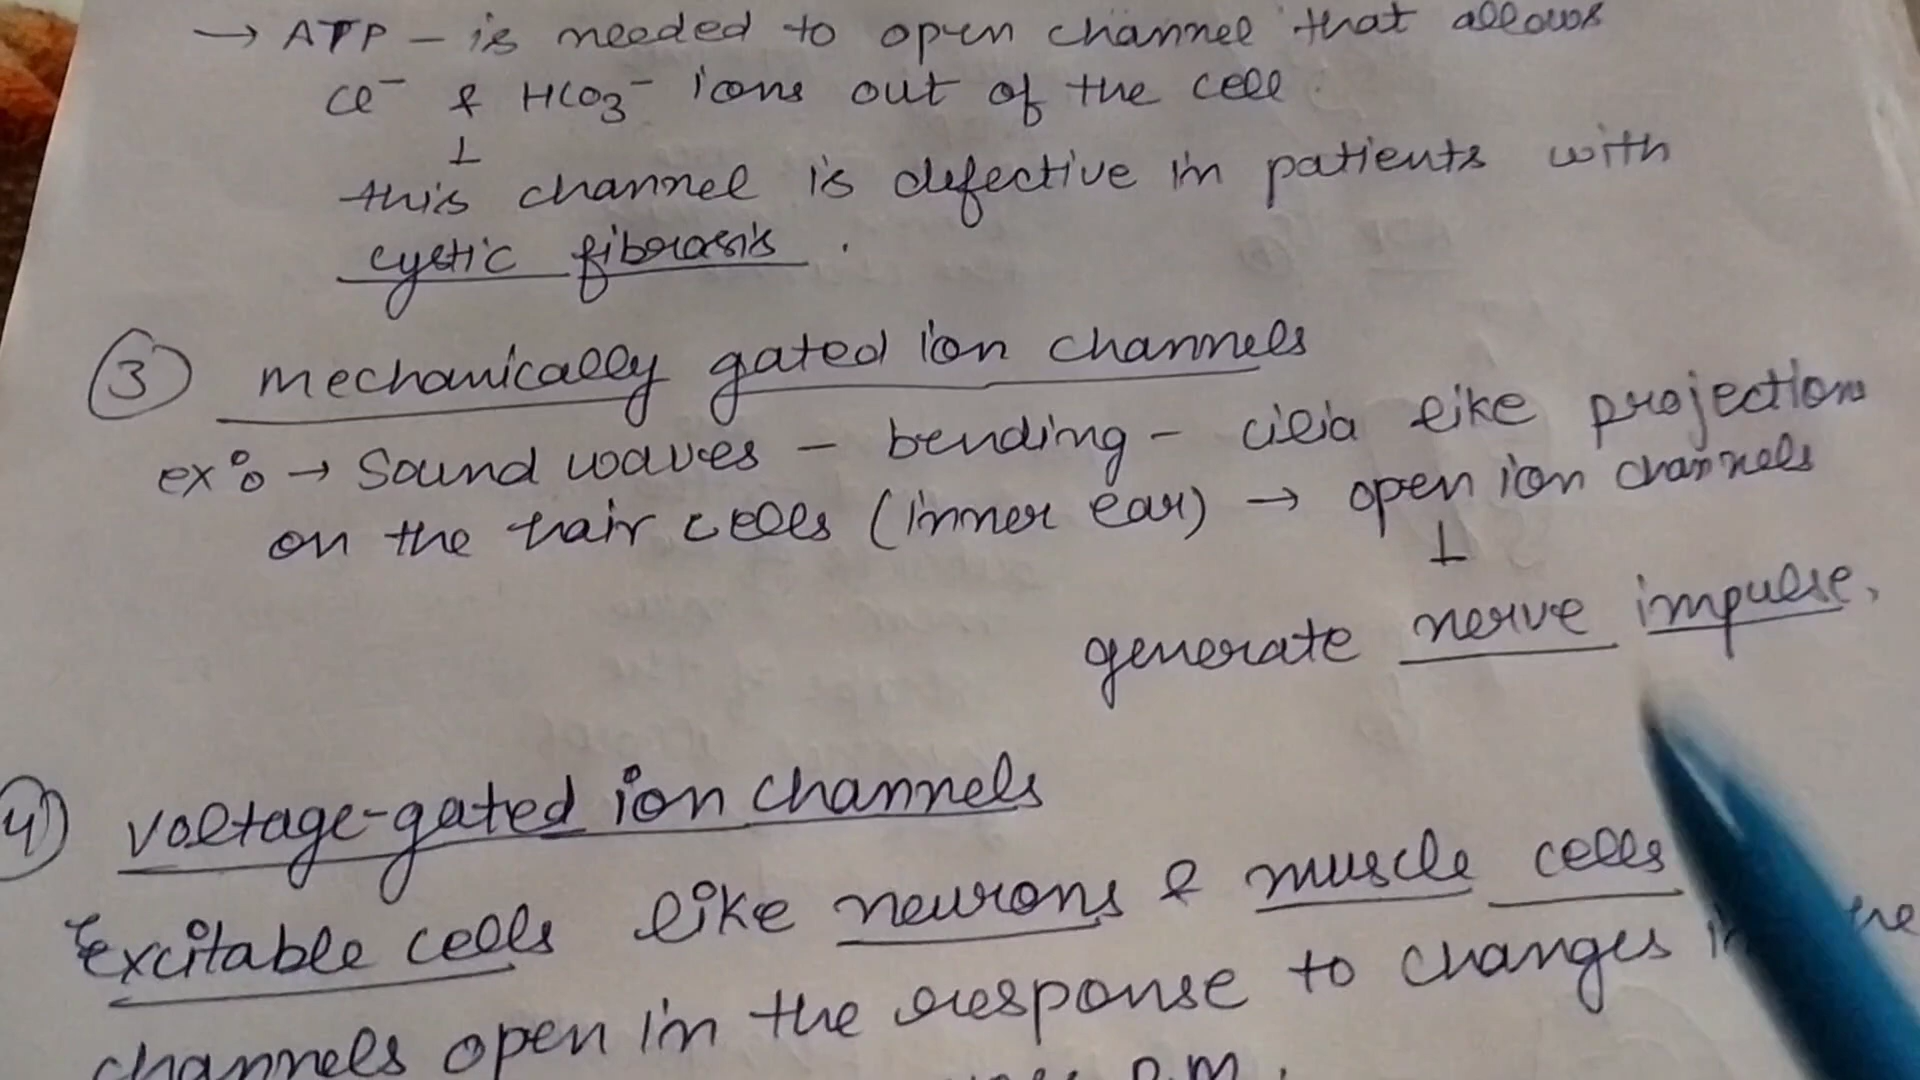 → ATP - is needed to open channel that allows
Cl⁻ & HCO₃⁻ ions out of the cell
↓
this channel is defective in patients with
cystic fibrosis.
③ mechanically gated ion channels
ex: → Sound waves - bending - cilia like projections
on the hair cells (inner ear) → open ion channels
↓
generate nerve impulse.
④ voltage-gated ion channels
Excitable cells like neurons & muscle cells
channels open in the response to changes in the
P.M.